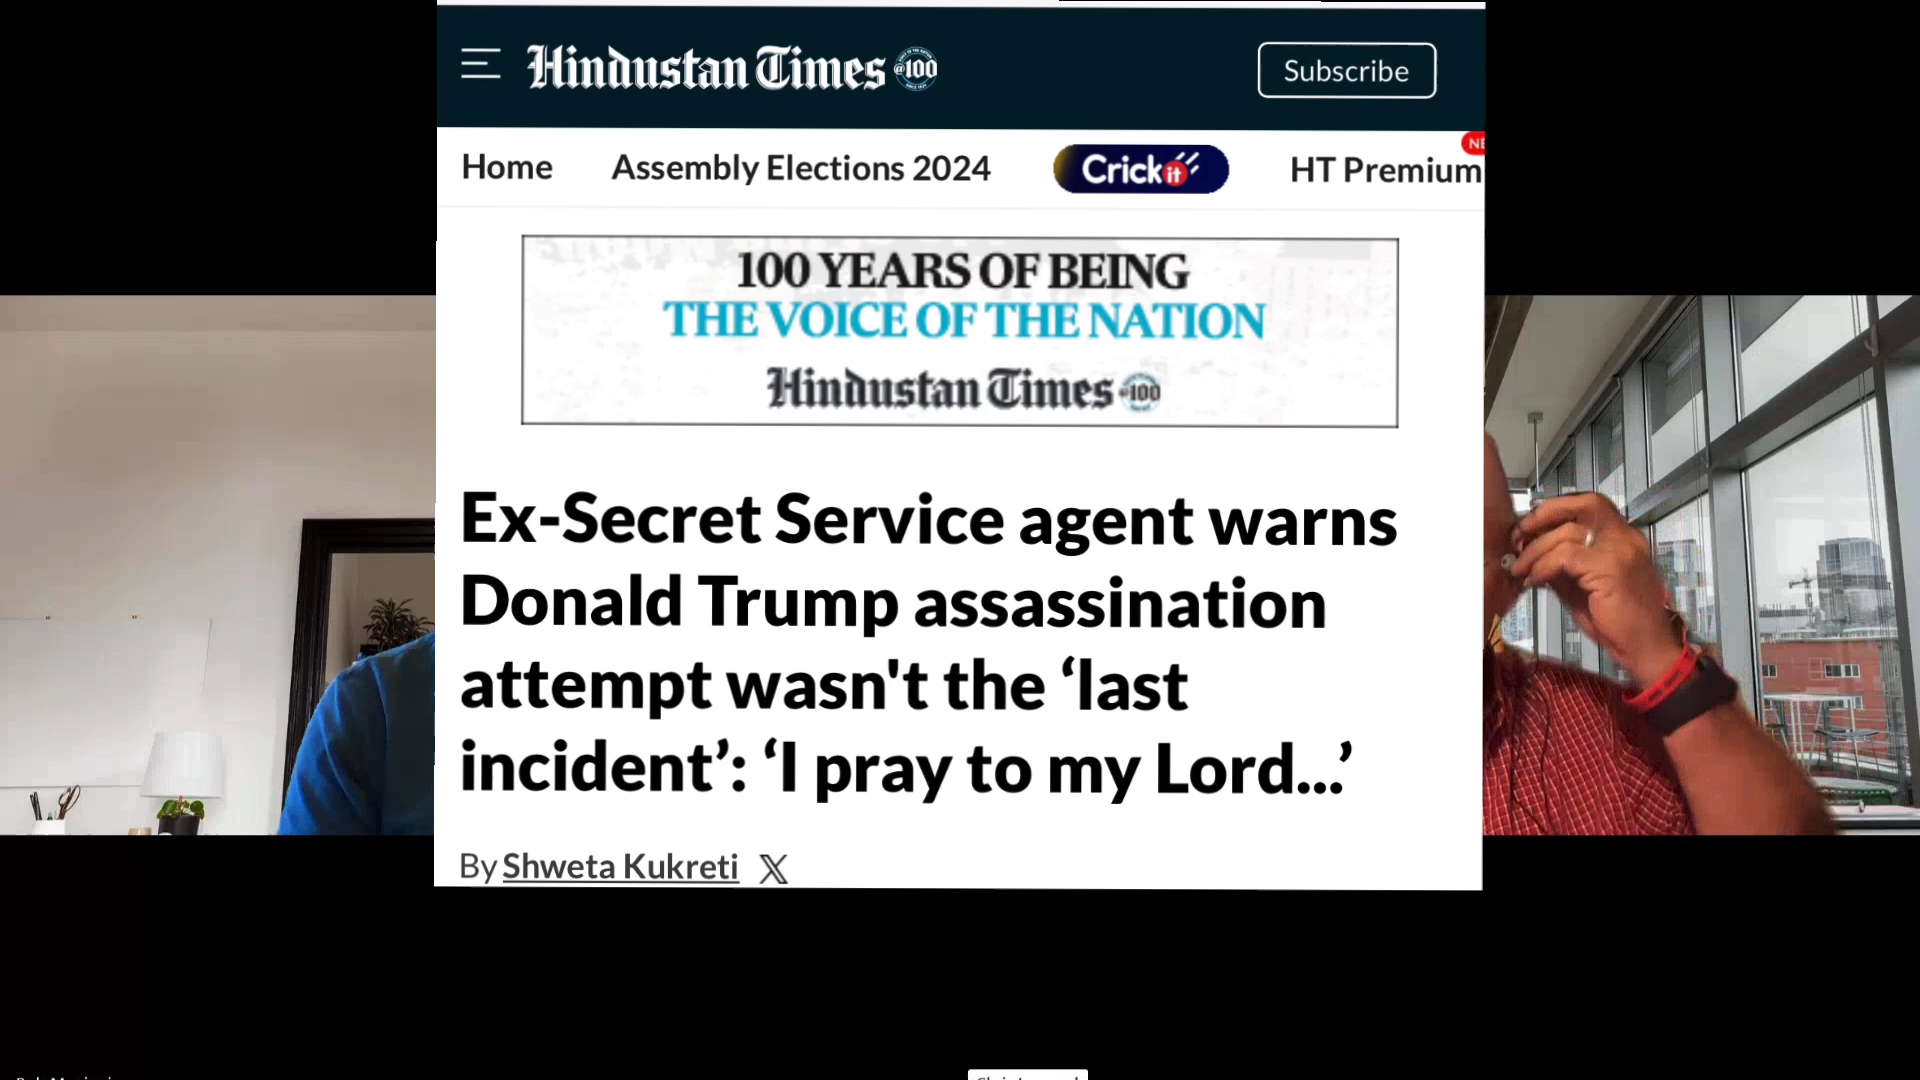 Hindustan Times @100
Subscribe
Home Assembly Elections 2024 Crickit HT Premium
100 YEARS OF BEING
THE VOICE OF THE NATION
Hindustan Times
Ex-Secret Service agent warns
Donald Trump assassination
attempt wasn't the ‘last
incident’: ‘I pray to my Lord...’
By Shweta Kukreti X